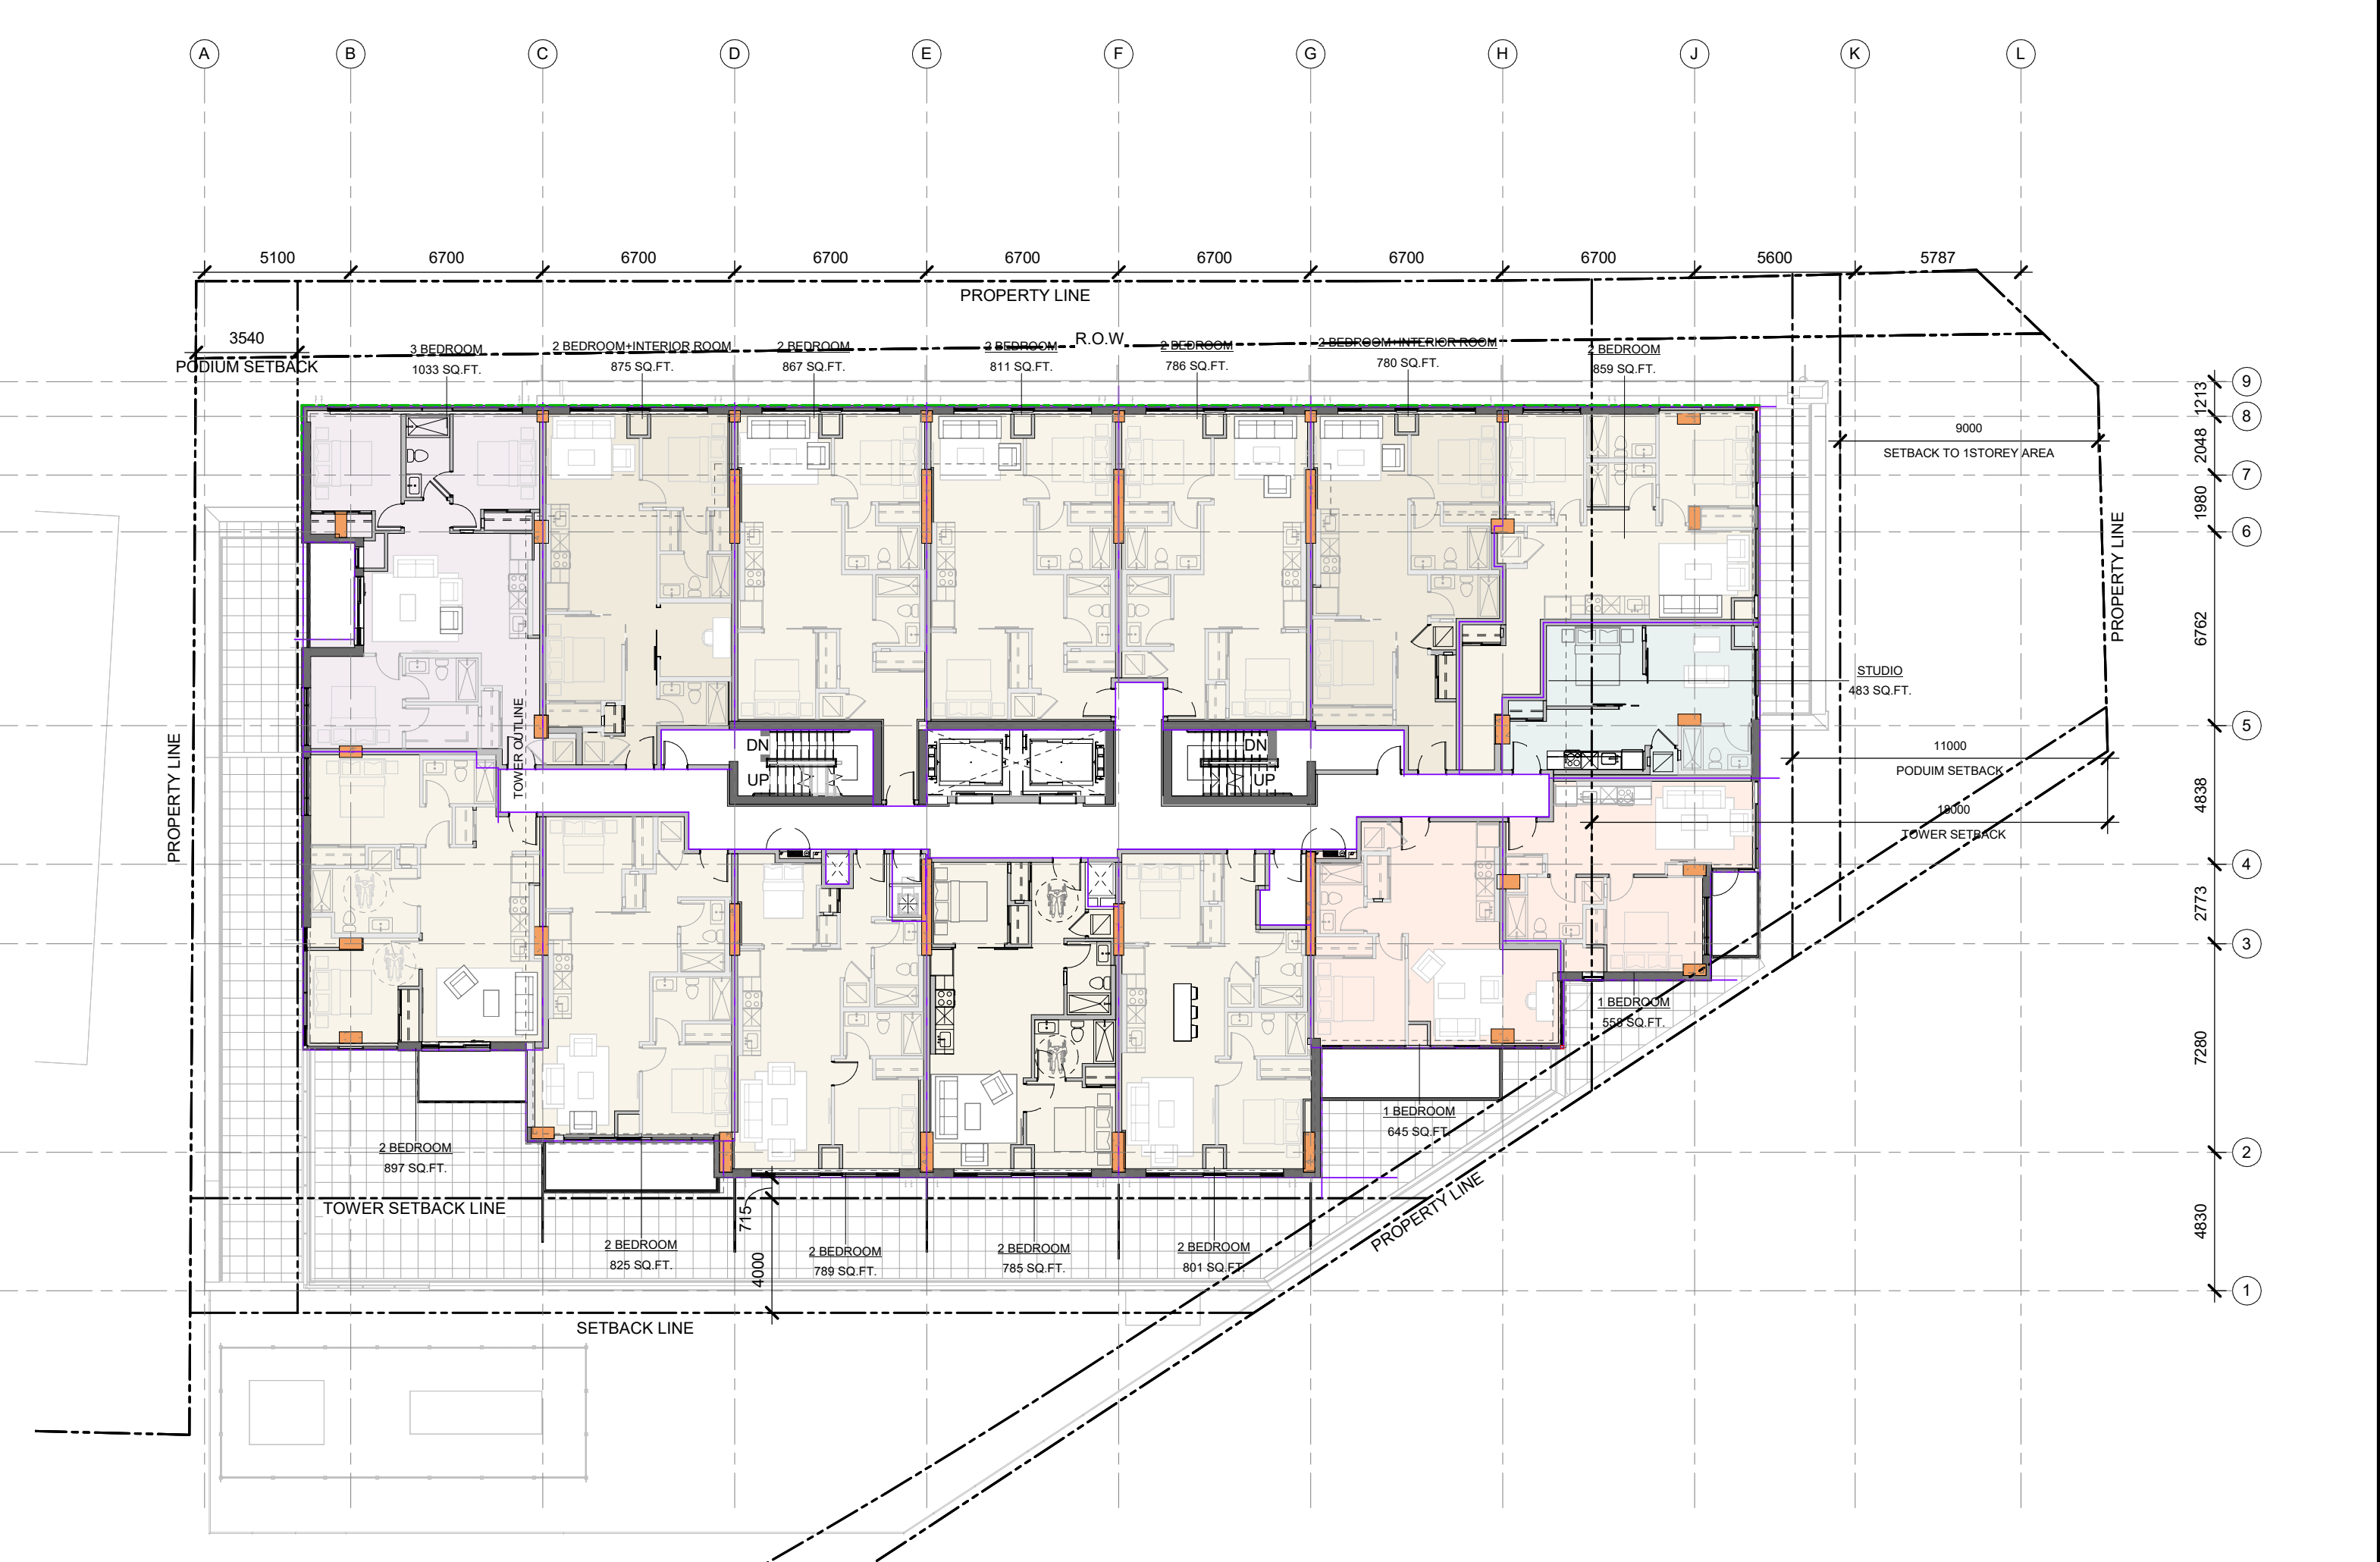 A B C D E F G H J K L
5100 6700 6700 6700 6700 6700 6700 6700 5600 5787
PROPERTY LINE
3540
R.O.W
PODIUM SETBACK
3 BEDROOM
1033 SQ.FT.
2 BEDROOM+INTERIOR ROOM
875 SQ.FT.
2 BEDROOM
867 SQ.FT.
2 BEDROOM
811 SQ.FT.
2 BEDROOM
786 SQ.FT.
2 BEDROOM+INTERIOR ROOM
780 SQ.FT.
2 BEDROOM
859 SQ.FT.
9
1213
8
9000
SETBACK TO 1STOREY AREA
2048
7
1980
6
PROPERTY LINE
6762
STUDIO
483 SQ.FT.
5
TOWER OUTLINE
PROPERTY LINE
DN
UP
DN
UP
11000
PODUIM SETBACK
4838
18000
TOWER SETBACK
4
2773
3
1 BEDROOM
558 SQ.FT.
7280
1 BEDROOM
645 SQ.FT.
2 BEDROOM
897 SQ.FT.
2
TOWER SETBACK LINE
715
PROPERTY LINE
4830
2 BEDROOM
825 SQ.FT.
2 BEDROOM
789 SQ.FT.
2 BEDROOM
785 SQ.FT.
2 BEDROOM
801 SQ.FT.
4000
1
SETBACK LINE